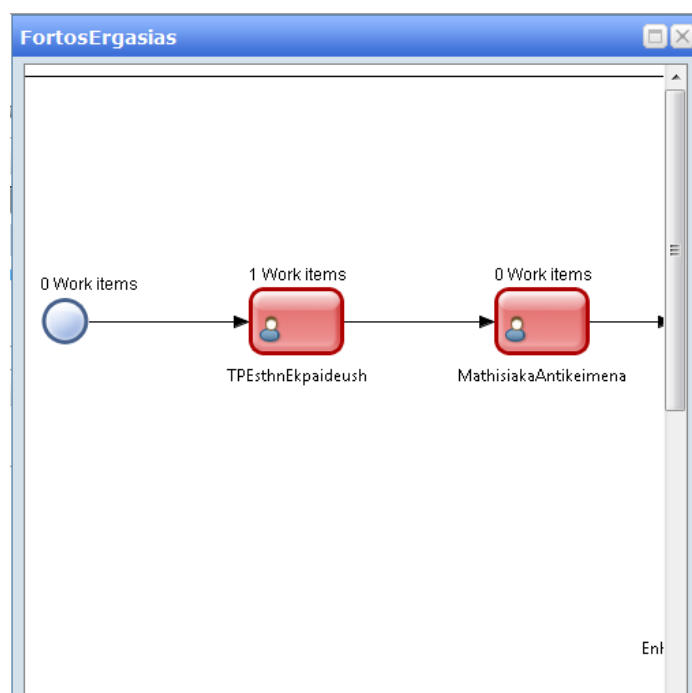 FortosErgasias
0 Work items
1 Work items
0 Work items
TPEsthnEkpaideush
MathisiakaAntikeimena